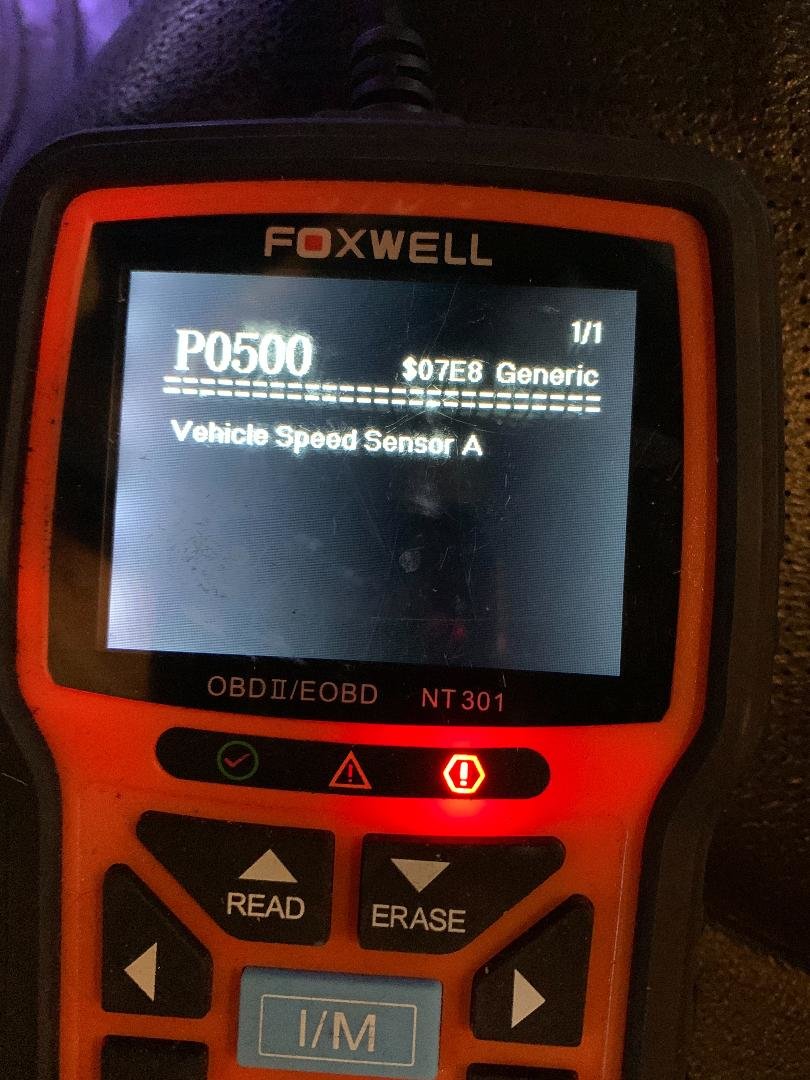 FOXWELL
1/1
P0500 $07E8 Generic
Vehicle Speed Sensor A
OBDⅡ/EOBD NT301
READ ERASE
I/M